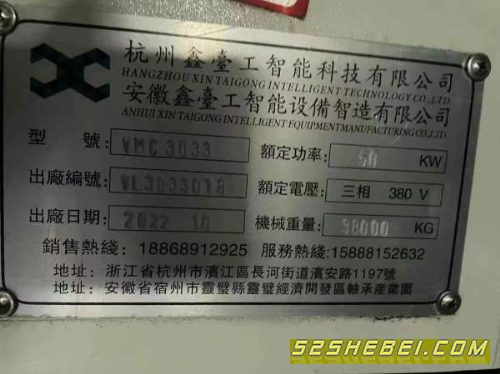 杭州鑫臺工智能科技有限公司
HANGZHOU XIN TAIGONG INTELLIGENT TECHNOLOGY CO.,LTD.
安徽鑫臺工智能設備智造有限公司
ANHUI XIN TAIGONG INTELLIGENT EQUIPMENT MANUFACTURING CO.,LTD.
型 號: VMC 3033 額定功率: 50 KW
出廠編號: VL303301B 額定電壓: 三相 380 V
出廠日期: 2022 10 機械重量: 38000 KG
銷售熱綫: 18868912925 服務熱綫: 15888152632
地址: 浙江省杭州市濱江區長河街道濱安路1197號
地址: 安徽省宿州市靈璧縣靈璧經濟開發區軸承産業園
52SHEBEI.COM